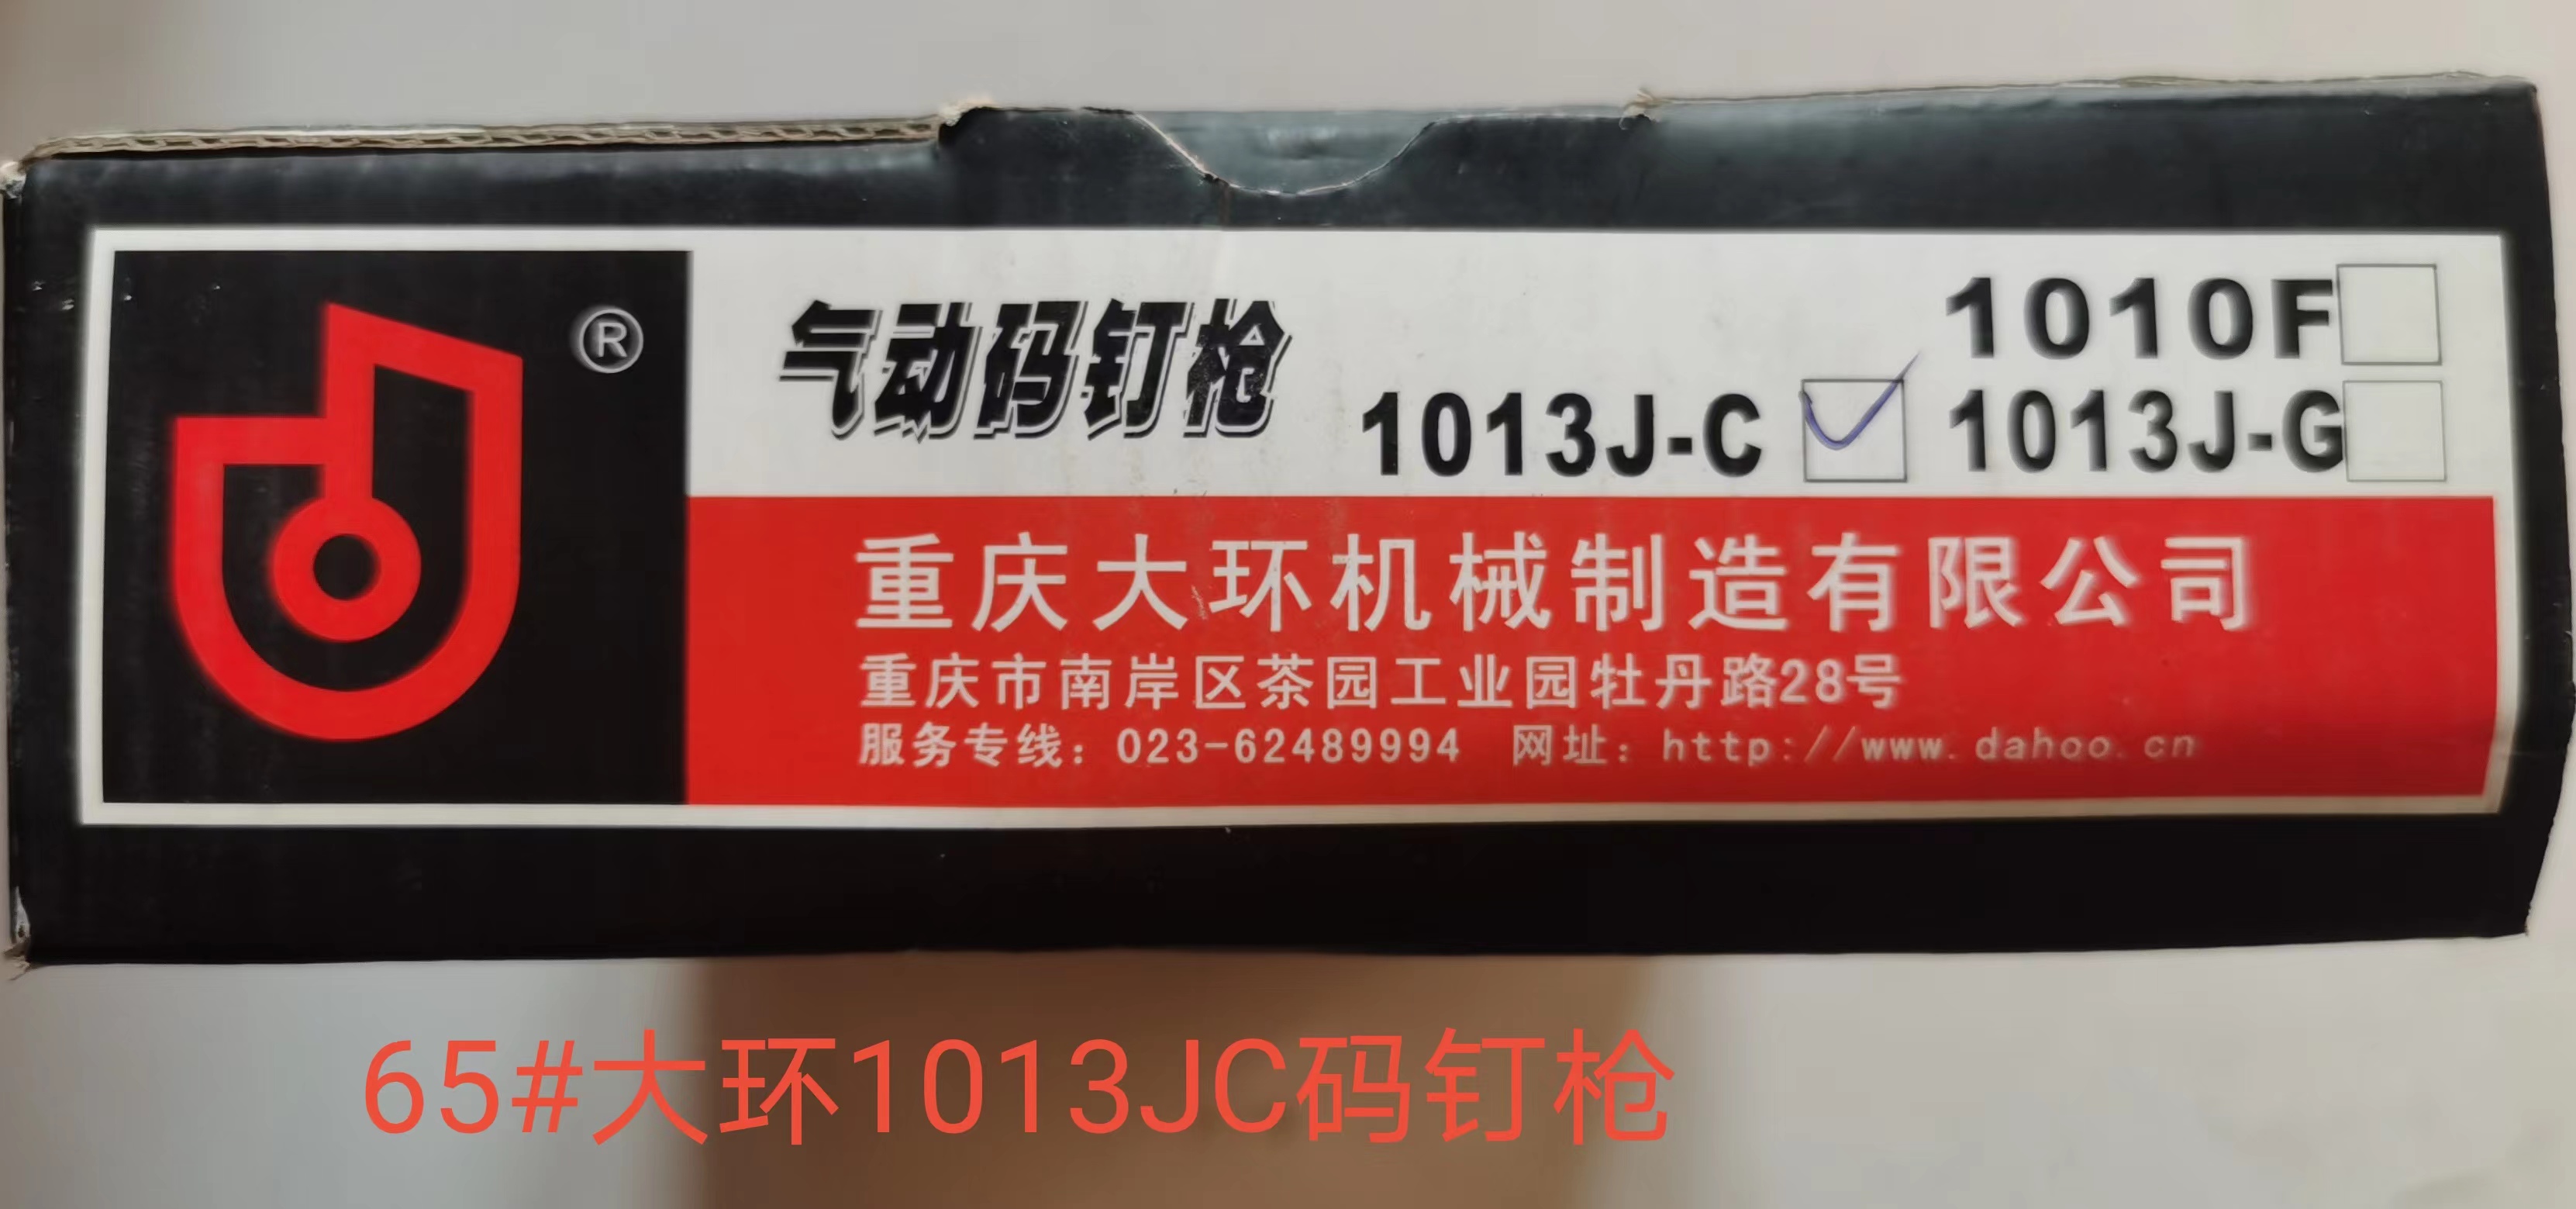 ®
气动码钉枪
1010F
1013J-C ✓ 1013J-G
重庆大环机械制造有限公司
重庆市南岸区茶园工业园牡丹路28号
服务专线：023-62489994 网址：http://www.dahoo.cn
65#大环1013JC码钉枪